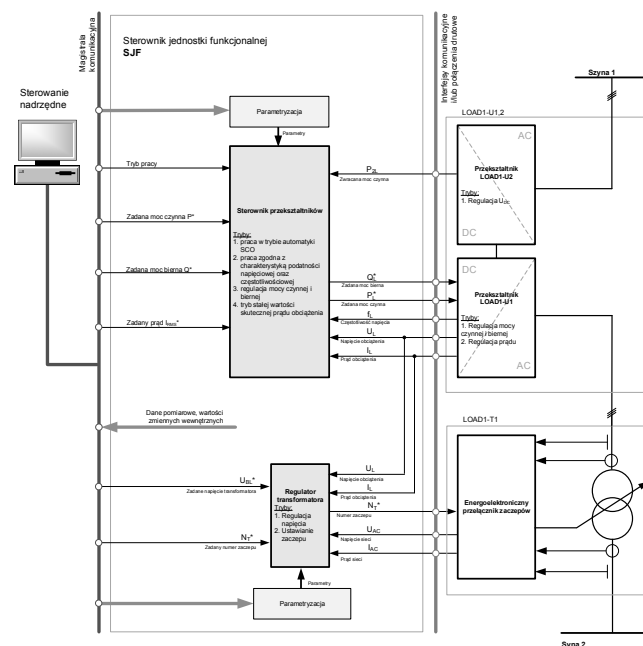 Magistrala
komunikacyjna
Sterownik jednostki funkcjonalnej
SJF
Interfejsy komunikacyjne
i/lub połączenia drutowe
Szyna 1
Sterowanie
nadrzędne
Parametryzacja
Parametry
LOAD1-U1,2
AC
Przekształtnik
LOAD1-U2
Tryby:
1. Regulacja UDC
DC
Tryb pracy
P2L
Zwracana moc czynna
Sterownik przekształtników
Tryby:
1. praca w trybie automatyki
SCO
2. praca zgodna z
charakterystyką podatności
napięciowej oraz
częstotliwościowej
3. regulacja mocy czynnej i
biernej
4. tryb stałej wartości
skutecznej prądu obciążenia
Zadana moc czynna P*
Zadana moc bierna Q*
Zadany prąd IRMS*
QL*
Zadana moc bierna
PL*
Zadana moc czynna
fL
Częstotliwość napięcia
UL
Napięcie obciążenia
IL
Prąd obciążenia
DC
Przekształtnik
LOAD1-U1
Tryby:
1. Regulacja mocy
czynnej i biernej
2. Regulacja prądu
AC
Dane pomiarowe, wartości
zmiennych wewnętrznych
LOAD1-T1
UBL*
Zadane napięcie transformatora
NT*
Zadany numer zaczepu
Regulator
transformatora
Tryby:
1. Regulacja
napięcia
2. Ustawianie
zaczepu
UL
Napięcie obciążenia
IL
Prąd obciążenia
NT*
Numer zaczepu
UAC
Napięcie sieci
IAC
Prąd sieci
Energoelektroniczny
przełącznik zaczepów
Parametry
Parametryzacja
Syna 2